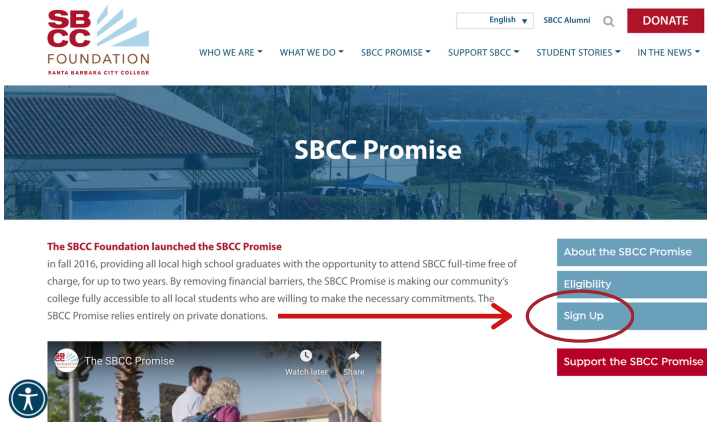 SB
CC
FOUNDATION
SANTA BARBARA CITY COLLEGE
English
SBCC Alumni
DONATE
WHO WE ARE
WHAT WE DO
SBCC PROMISE
SUPPORT SBCC
STUDENT STORIES
IN THE NEWS
SBCC Promise
The SBCC Foundation launched the SBCC Promise
in fall 2016, providing all local high school graduates with the opportunity to attend SBCC full-time free of
charge, for up to two years. By removing financial barriers, the SBCC Promise is making our community's
college fully accessible to all local students who are willing to make the necessary commitments. The
SBCC Promise relies entirely on private donations.
About the SBCC Promise
Eligibility
Sign Up
Support the SBCC Promise
The SBCC Promise
Watch later
Share